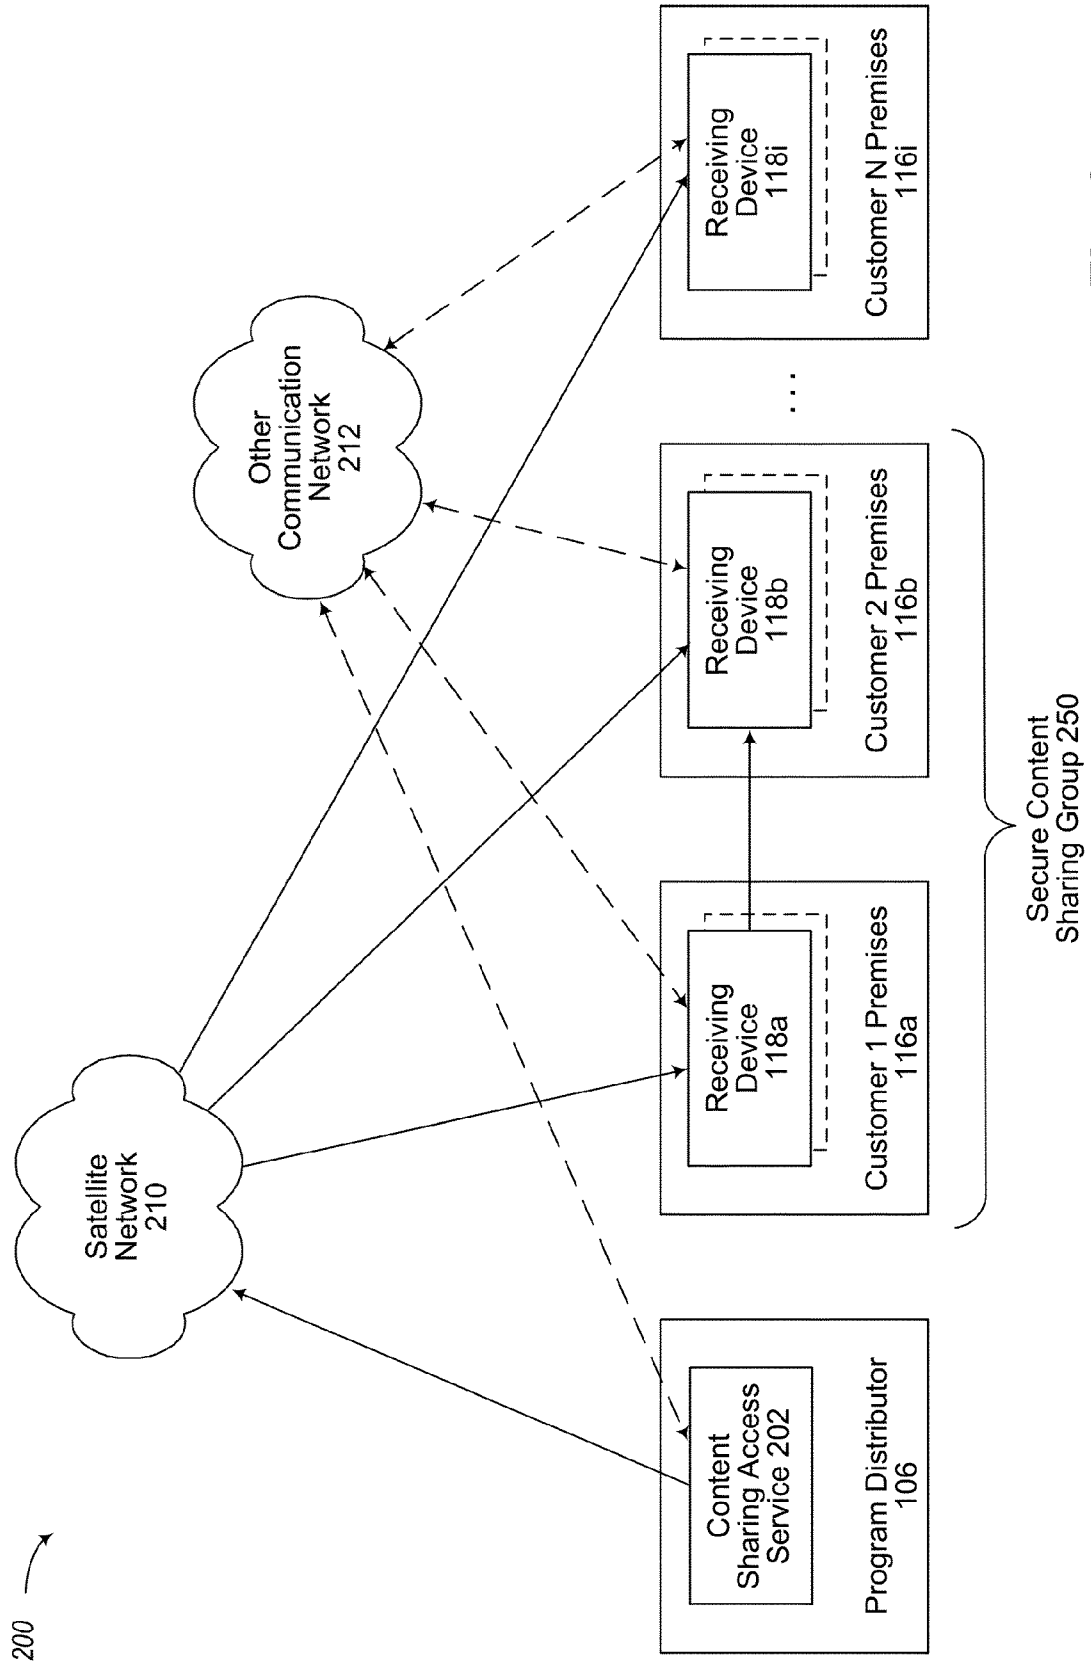 200
Satellite
Network
210
Other
Communication
Network
212
Content
Sharing Access
Service 202
Program Distributor
106
Receiving
Device
118a
Customer 1 Premises
116a
Receiving
Device
118b
Customer 2 Premises
116b
. . .
Receiving
Device
118i
Customer N Premises
116i
Secure Content
Sharing Group 250